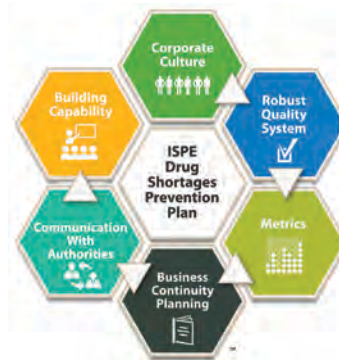 Corporate
Culture
Building
Capability
Robust
Quality
System
ISPE
Drug
Shortages
Prevention
Plan
Communication
With
Authorities
Metrics
Business
Continuity
Planning